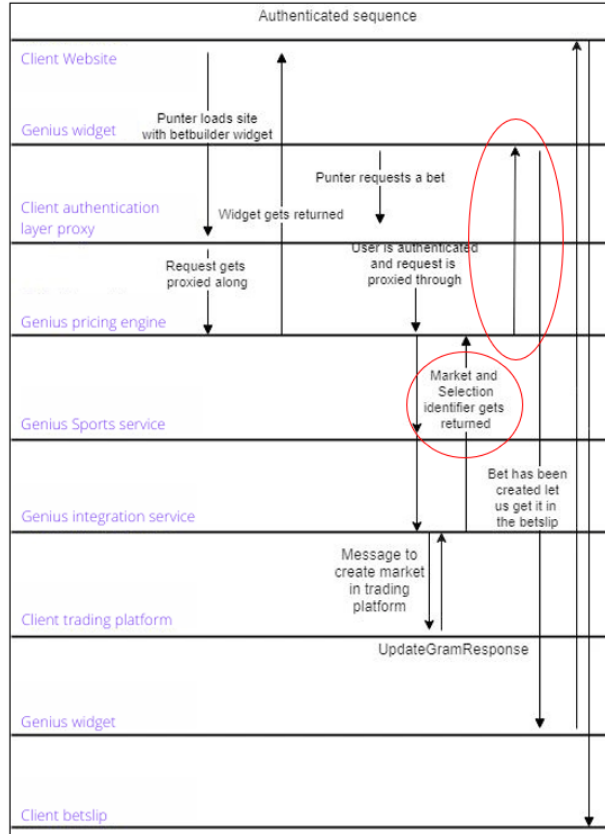 Authenticated sequence
Client Website
Punter loads site
with betbuilder widget
Genius widget
Punter requests a bet
Client authentication
layer proxy
Widget gets returned
Request gets
proxied along
User is authenticated
and request is
proxied through
Genius pricing engine
Market and
Selection
identifier gets
returned
Genius Sports service
Bet has been
created let
us get it in
the betslip
Genius integration service
Message to
create market
in trading
platform
Client trading platform
UpdateGramResponse
Genius widget
Client betslip